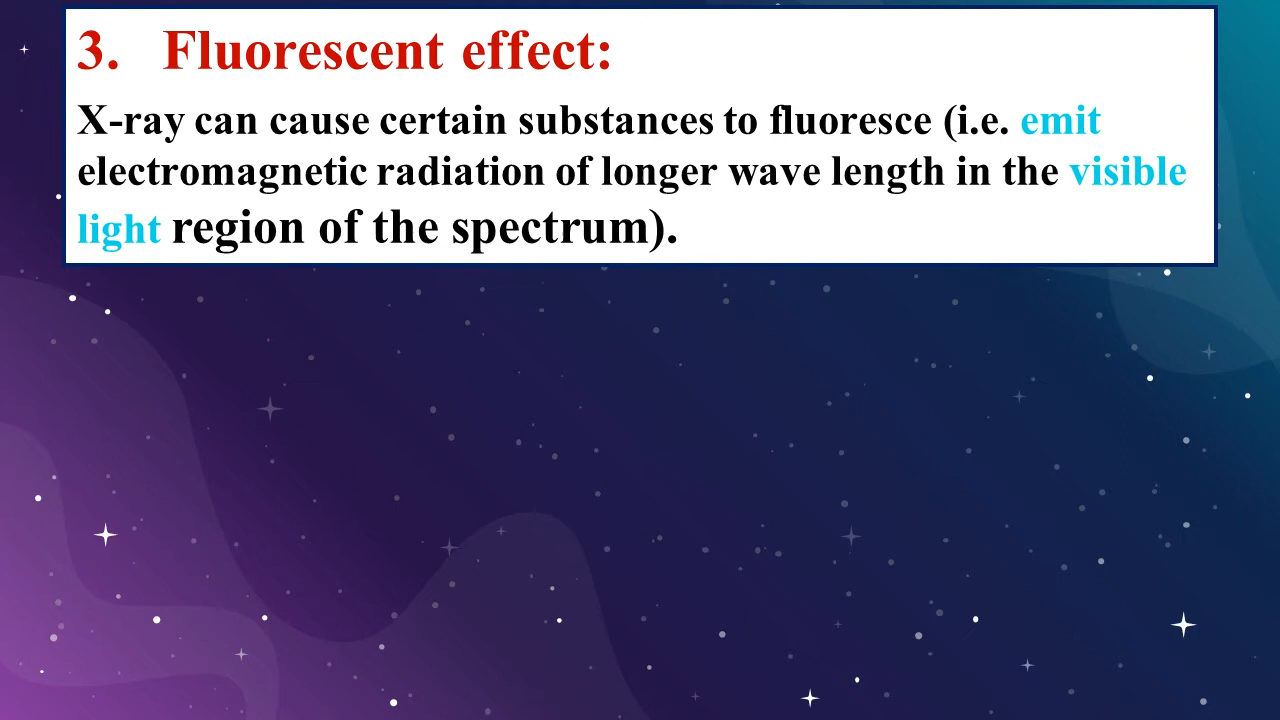 3. Fluorescent effect:
X-ray can cause certain substances to fluoresce (i.e. emit
electromagnetic radiation of longer wave length in the visible
light region of the spectrum).